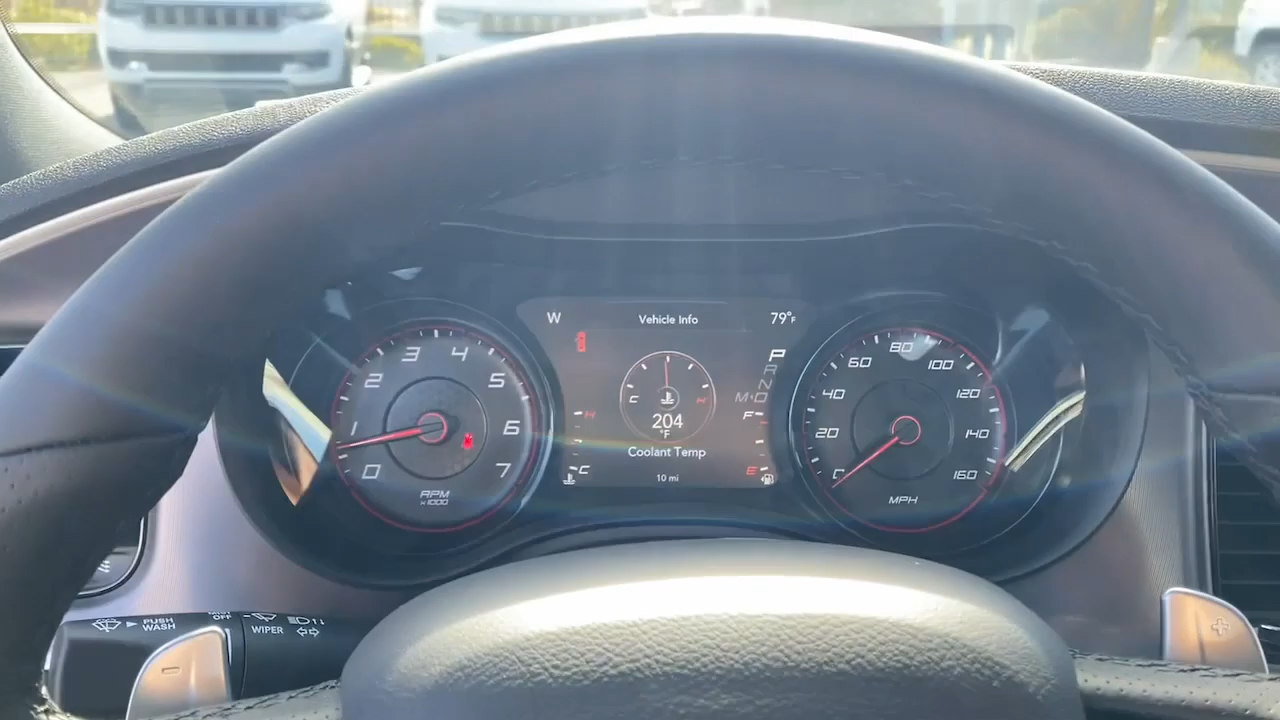 W
Vehicle Info
79°F
0
1
2
3
4
5
6
7
RPM
x1000
C
H
204
°F
Coolant Temp
10 mi
H
C
P
R
N
M·D
F
E
0
20
40
60
80
100
120
140
160
MPH
PUSH
WASH
OFF
WIPER
-
+